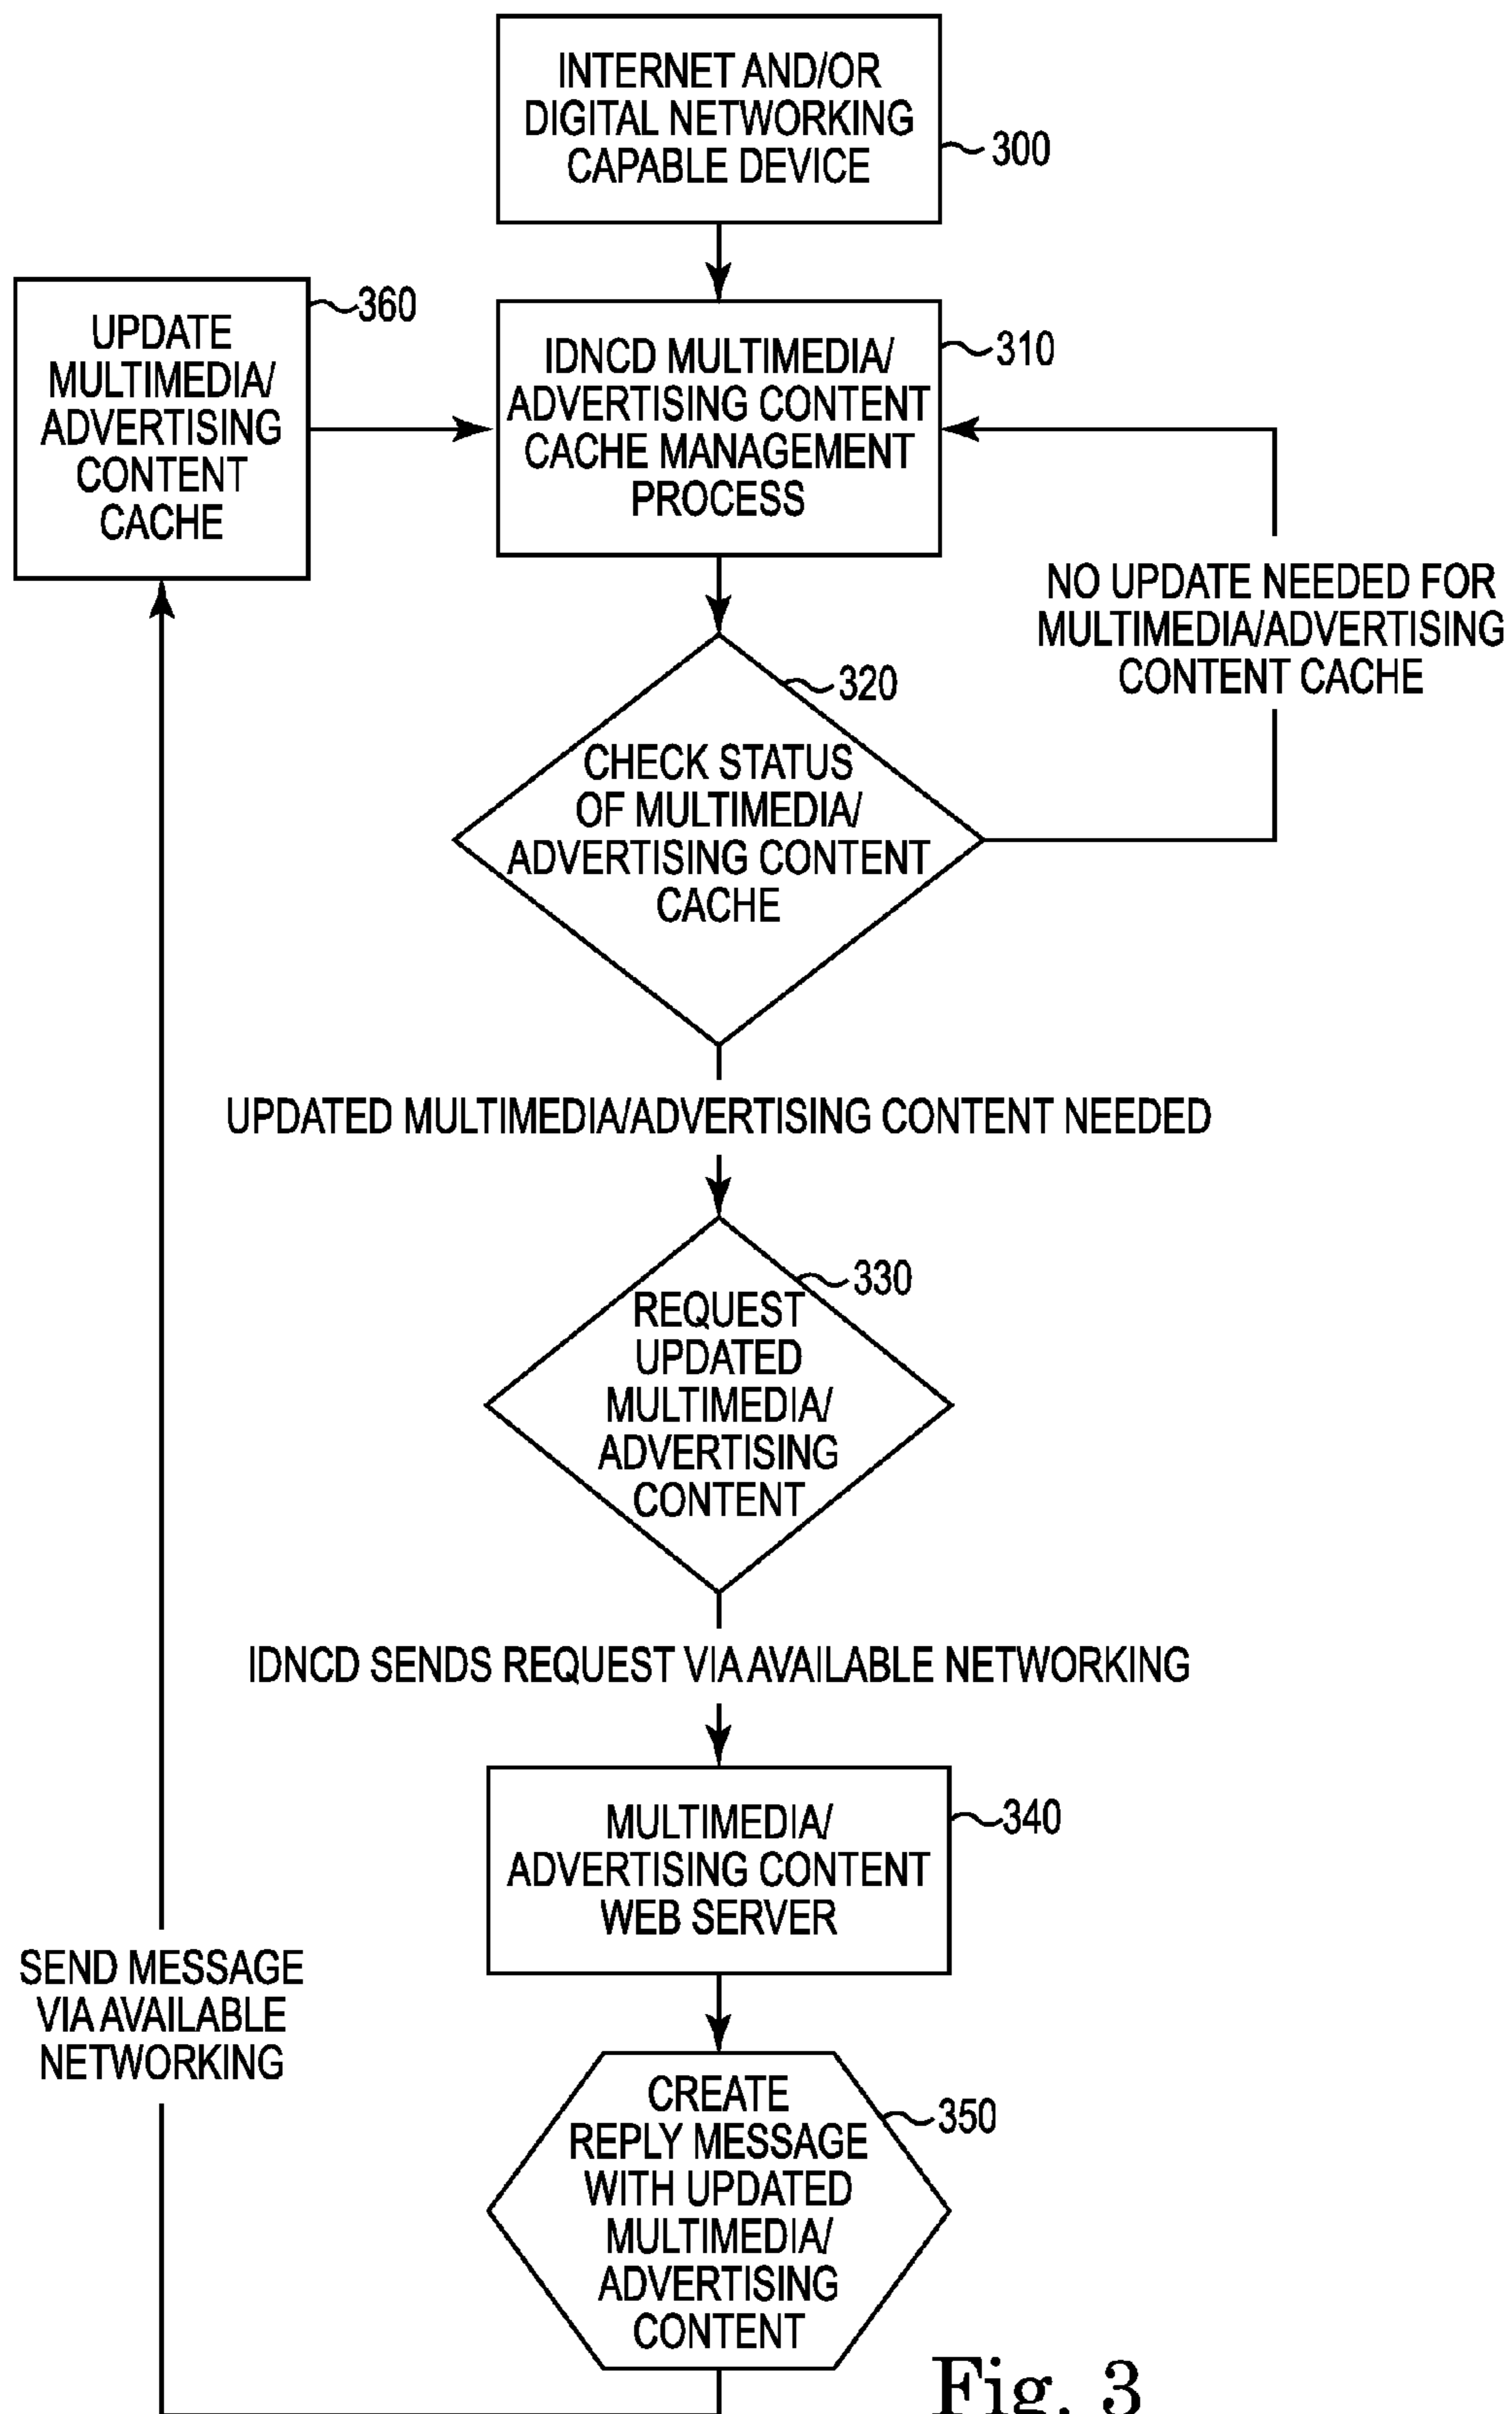 INTERNET AND/OR
DIGITAL NETWORKING
CAPABLE DEVICE
300
UPDATE
MULTIMEDIA/
ADVERTISING
CONTENT
CACHE
360
IDNCD MULTIMEDIA/
ADVERTISING CONTENT
CACHE MANAGEMENT
PROCESS
310
NO UPDATE NEEDED FOR
MULTIMEDIA/ADVERTISING
CONTENT CACHE
320
CHECK STATUS
OF MULTIMEDIA/
ADVERTISING CONTENT
CACHE
UPDATED MULTIMEDIA/ADVERTISING CONTENT NEEDED
330
REQUEST
UPDATED
MULTIMEDIA/
ADVERTISING
CONTENT
IDNCD SENDS REQUEST VIA AVAILABLE NETWORKING
MULTIMEDIA/
ADVERTISING CONTENT
WEB SERVER
340
SEND MESSAGE
VIA AVAILABLE
NETWORKING
CREATE
REPLY MESSAGE
WITH UPDATED
MULTIMEDIA/
ADVERTISING
CONTENT
350
Fig. 3